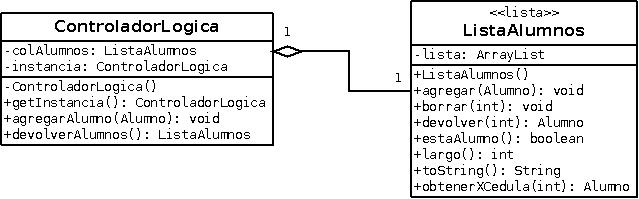 ControladorLogica
-colAlumnos: ListaAlumnos
-instancia: ControladorLogica
-ControladorLogica()
+getInstancia(): ControladorLogica
+agregarAlumno(Alumno): void
+devolverAlumnos(): ListaAlumnos
1
1
<<lista>>
ListaAlumnos
-lista: ArrayList
+ListaAlumnos()
+agregar(Alumno): void
+borrar(int): void
+devolver(int): Alumno
+estaAlumno(): boolean
+largo(): int
+toString(): String
+obtenerXCedula(int): Alumno